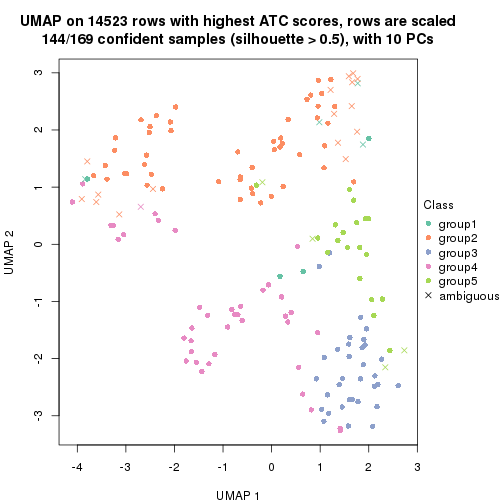 UMAP on 14523 rows with highest ATC scores, rows are scaled
144/169 confident samples (silhouette > 0.5), with 10 PCs
3
2
1
0
-1
-2
-3
UMAP 2
-4
-3
-2
-1
0
1
2
3
UMAP 1
Class
group1
group2
group3
group4
group5
ambiguous